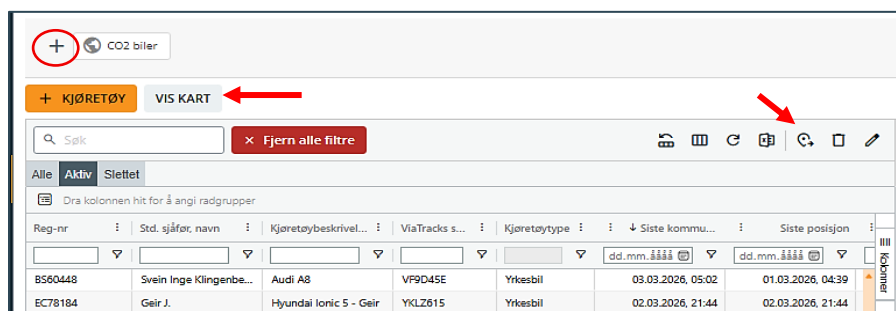 + CO2 biler
+ KJØRETØY VIS KART
Søk × Fjern alle filtre
Alle Aktiv Slettet
Dra kolonnen hit for å angi radgrupper
Reg-nr Std. sjåfør, navn Kjøretøybeskrivel... ViaTracks s... Kjøretøytype ↓ Siste kommu... Siste posisjon
dd.mm.åååå dd.mm.åååå
Kolonner
BS60448 Svein Inge Klingenbe... Audi A8 VF9D45E Yrkesbil 03.03.2026, 05:02 01.03.2026, 04:39
EC78184 Geir J. Hyundai Ionic 5 - Geir YKLZ615 Yrkesbil 02.03.2026, 21:44 02.03.2026, 21:44